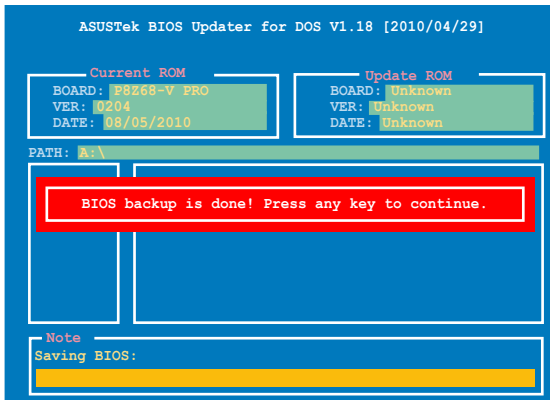 ASUSTek BIOS Updater for DOS V1.18 [2010/04/29]
Current ROM
BOARD: P8Z68-V PRO
VER: 0204
DATE: 08/05/2010
Update ROM
BOARD: Unknown
VER: Unknown
DATE: Unknown
PATH: A:\
BIOS backup is done! Press any key to continue.
Note
Saving BIOS: